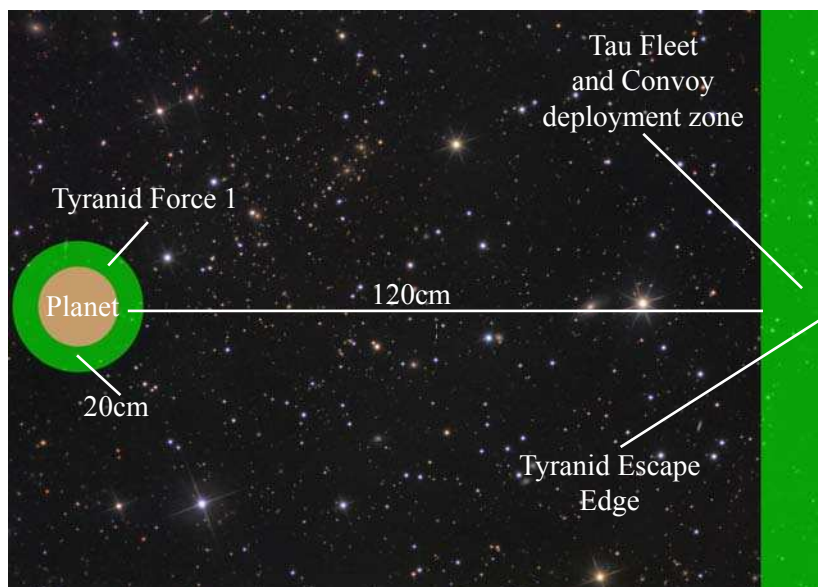 Tau Fleet
and Convoy
deployment zone
Tyranid Force 1
Planet
120cm
20cm
Tyranid Escape
Edge